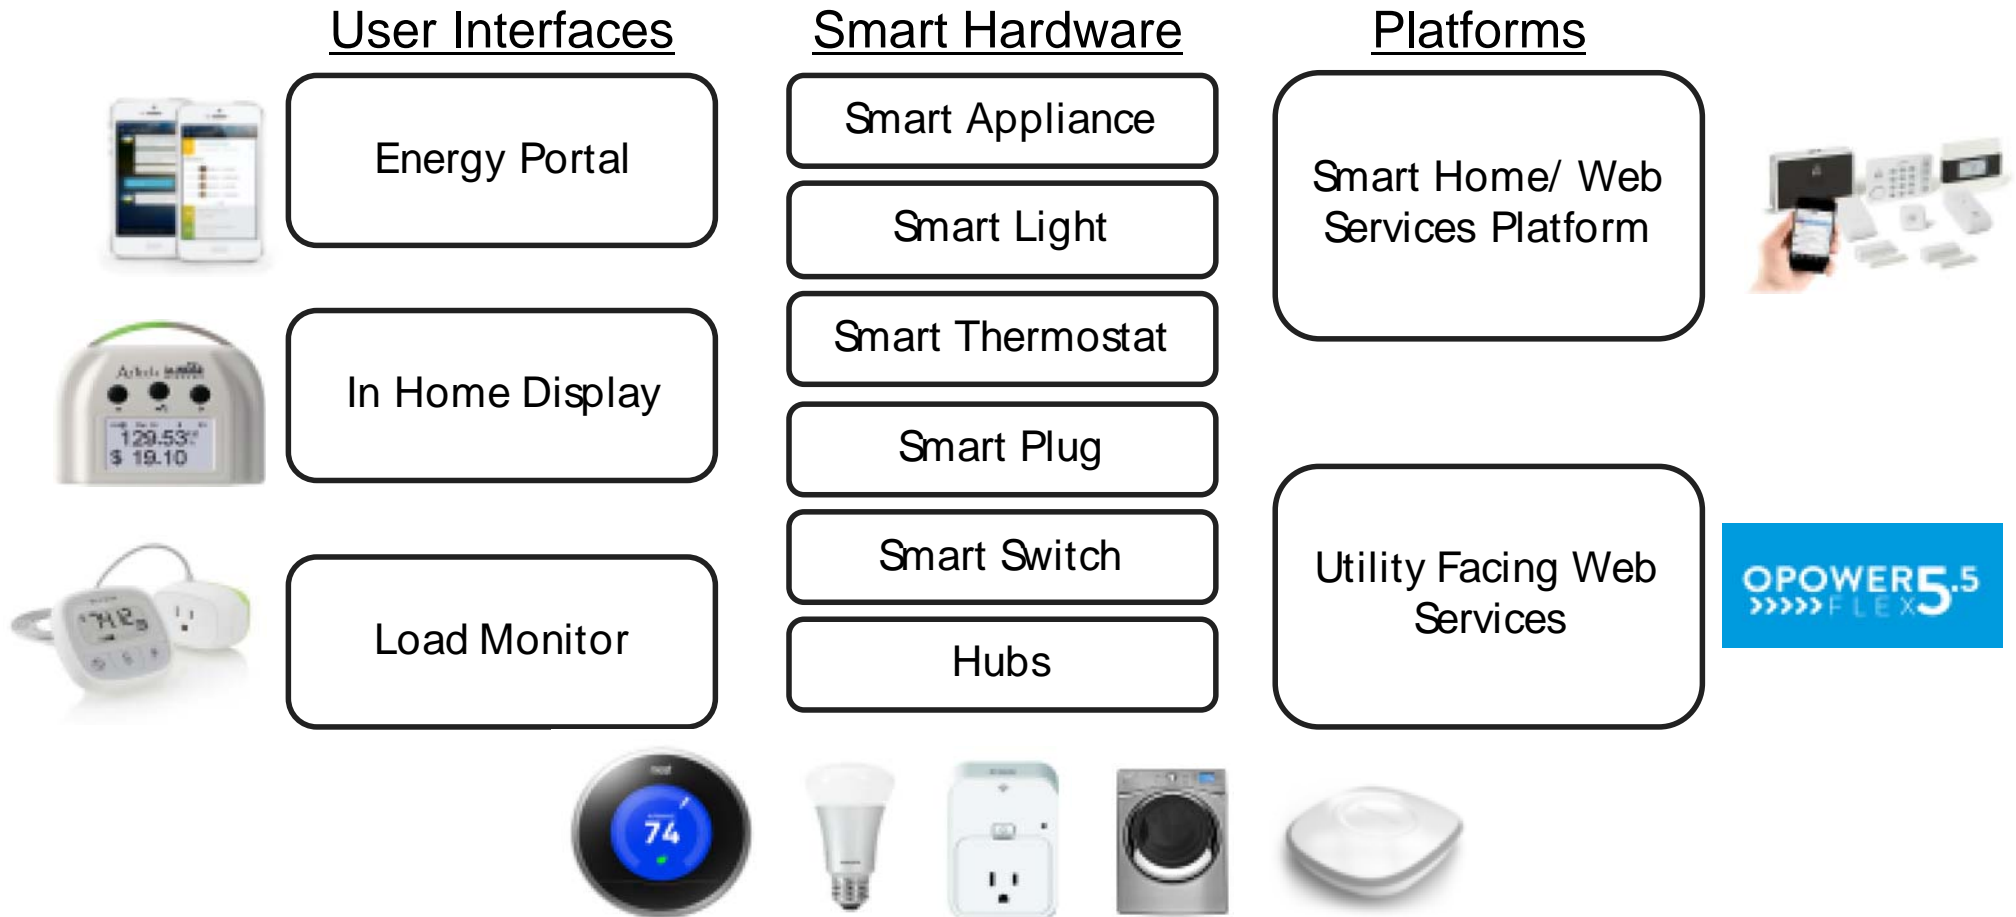 User Interfaces
Smart Hardware
Platforms
Energy Portal
In Home Display
Load Monitor
Smart Appliance
Smart Light
Smart Thermostat
Smart Plug
Smart Switch
Hubs
Smart Home/ Web
Services Platform
Utility Facing Web
Services
129.53
$ 19.10
OPOWER5.5
>>>>>FLEX
nest
74